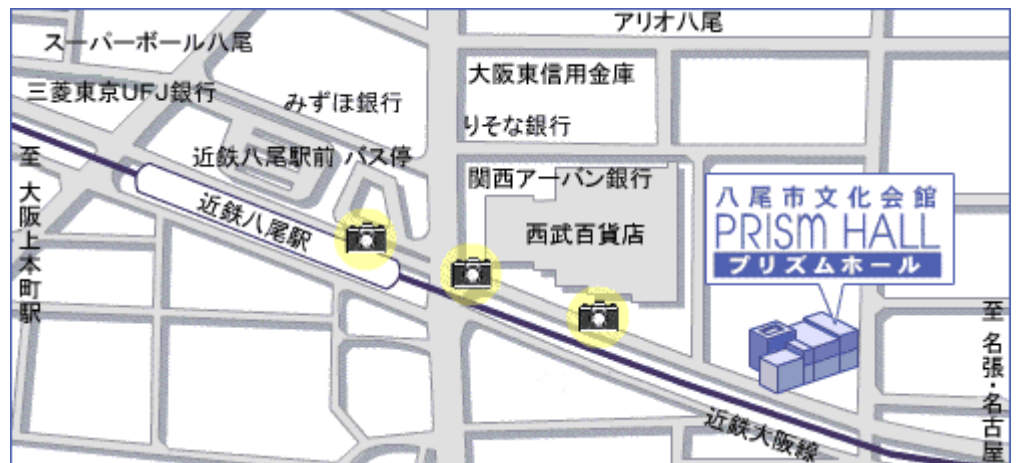 アリオ八尾
スーパーボール八尾
大阪東信用金庫
三菱東京UFJ銀行
みずほ銀行
りそな銀行
近鉄八尾駅前 バス停
関西アーバン銀行
至 大阪上本町駅
近鉄八尾駅
西武百貨店
八尾市文化会館
PRISM HALL
プリズムホール
至 名張・名古屋
近鉄大阪線